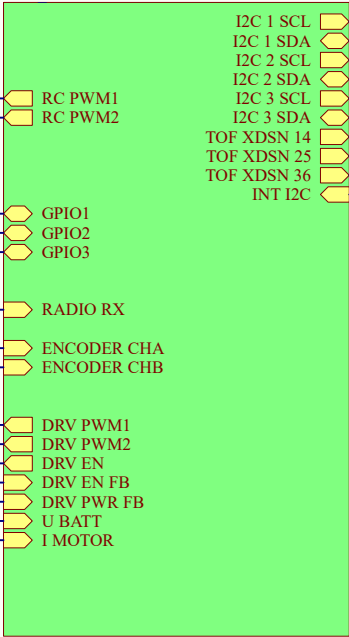 I2C 1 SCL
I2C 1 SDA
I2C 2 SCL
I2C 2 SDA
RC PWM1 I2C 3 SCL
RC PWM2 I2C 3 SDA
TOF XDSN 14
TOF XDSN 25
TOF XDSN 36
INT I2C
GPIO1
GPIO2
GPIO3
RADIO RX
ENCODER CHA
ENCODER CHB
DRV PWM1
DRV PWM2
DRV EN
DRV EN FB
DRV PWR FB
U BATT
I MOTOR